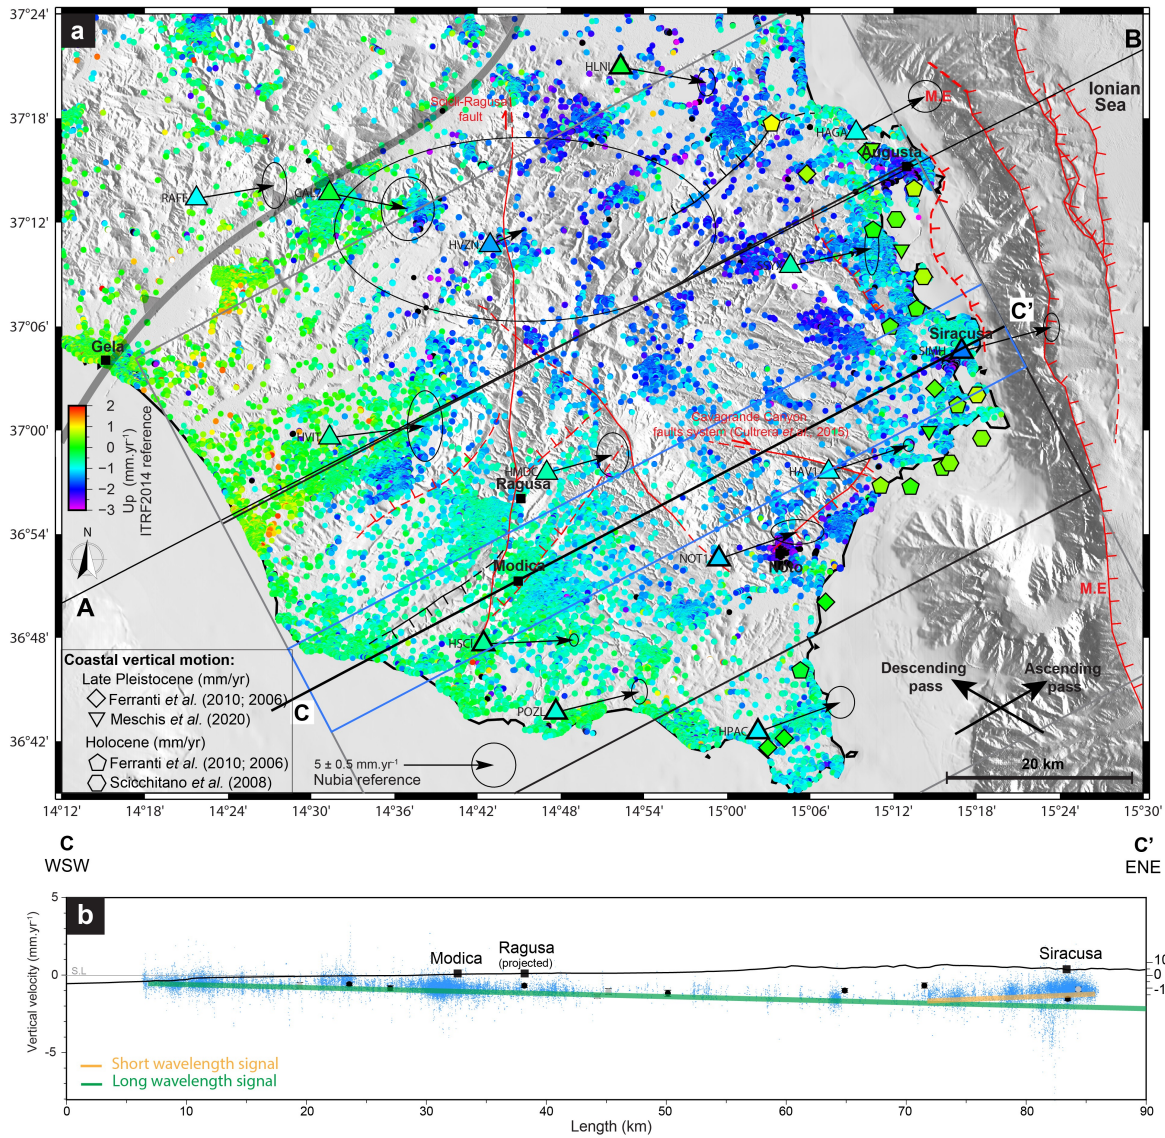 a
37°24'
37°18'
37°12'
37°06'
37°00'
36°54'
36°48'
36°42'
B
Ionian
Sea
HLNI
M.E
Scicli-Ragusa
fault
HAGA
Augusta
RAFF
CALT
HVZN
C'
Siracusa
SIMH
Gela
2
1
0
−1
−2
−3
Up (mm.yr-1)
ITRF2014 reference
HVIT
Cavagrande Canyon
faults system (Cultrera et al., 2015)
HMDC
Ragusa
HAV1
N
NOT1
Noto
Modica
A
M.E
HSCI
Coastal vertical motion:
Late Pleistocene (mm/yr)
Ferranti et al. (2010; 2006)
Meschis et al. (2020)
Holocene (mm/yr)
Ferranti et al. (2010; 2006)
Scicchitano et al. (2008)
C
POZL
HPAC
Descending
pass
Ascending
pass
5 ± 0.5 mm.yr-1
Nubia reference
20 km
14°12' 14°18' 14°24' 14°30' 14°36' 14°42' 14°48' 14°54' 15°00' 15°06' 15°12' 15°18' 15°24' 15°30'
C
WSW
C'
ENE
b
5
0
-5
Vertical velocity (mm.yr-1)
S.L
Modica
Ragusa
(projected)
Siracusa
10
0
-1
Short wavelength signal
Long wavelength signal
0 10 20 30 40 50 60 70 80 90
Length (km)